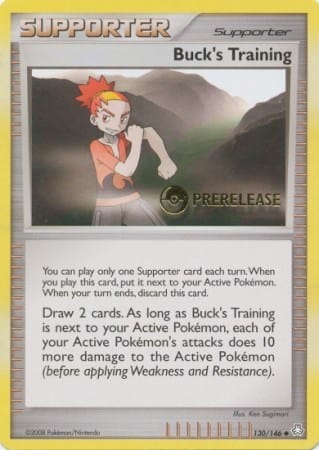 SUPPORTER
Supporter
Buck's Training
PRERELEASE
You can play only one Supporter card each turn. When
you play this card, put it next to your Active Pokémon.
When your turn ends, discard this card.
Draw 2 cards. As long as Buck's Training
is next to your Active Pokémon, each of
your Active Pokémon's attacks does 10
more damage to the Active Pokémon
(before applying Weakness and Resistance).
Illus. Ken Sugimori
©2008 Pokémon/Nintendo
130/146